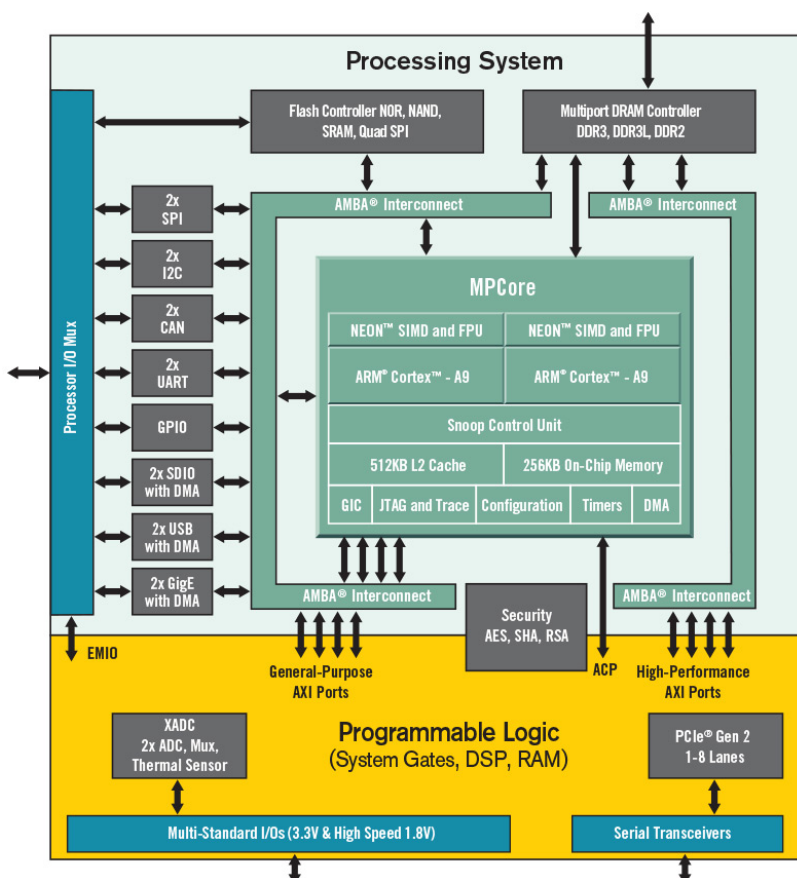 Processing System
Flash Controller NOR, NAND,
SRAM, Quad SPI
Multiport DRAM Controller
DDR3, DDR3L, DDR2
Processor I/O Mux
2x
SPI
2x
I2C
2x
CAN
2x
UART
GPIO
2x SDIO
with DMA
2x USB
with DMA
2x GigE
with DMA
AMBA® Interconnect
AMBA® Interconnect
MPCore
NEON™ SIMD and FPU
NEON™ SIMD and FPU
ARM® Cortex™ - A9
ARM® Cortex™ - A9
Snoop Control Unit
512KB L2 Cache
256KB On-Chip Memory
GIC
JTAG and Trace
Configuration
Timers
DMA
AMBA® Interconnect
AMBA® Interconnect
Security
AES, SHA, RSA
EMIO
General-Purpose
AXI Ports
ACP
High-Performance
AXI Ports
XADC
2x ADC, Mux,
Thermal Sensor
Programmable Logic
(System Gates, DSP, RAM)
PCIe® Gen 2
1-8 Lanes
Multi-Standard I/Os (3.3V & High Speed 1.8V)
Serial Transceivers